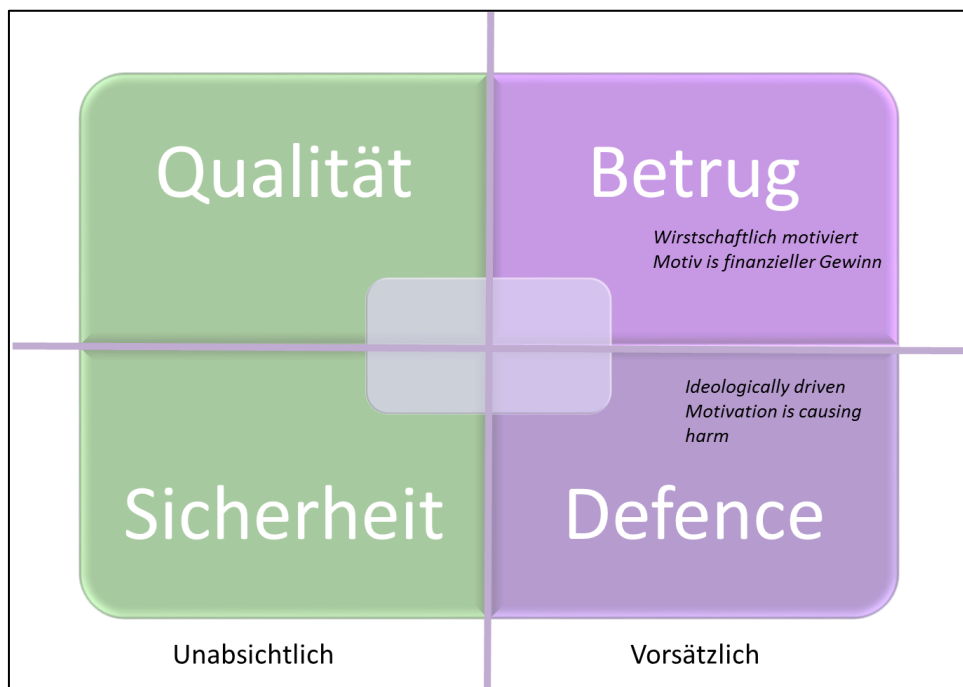 Qualität
Betrug
Wirstschaftlich motiviert
Motiv is finanzieller Gewinn
Ideologically driven
Motivation is causing
harm
Sicherheit
Defence
Unabsichtlich
Vorsätzlich